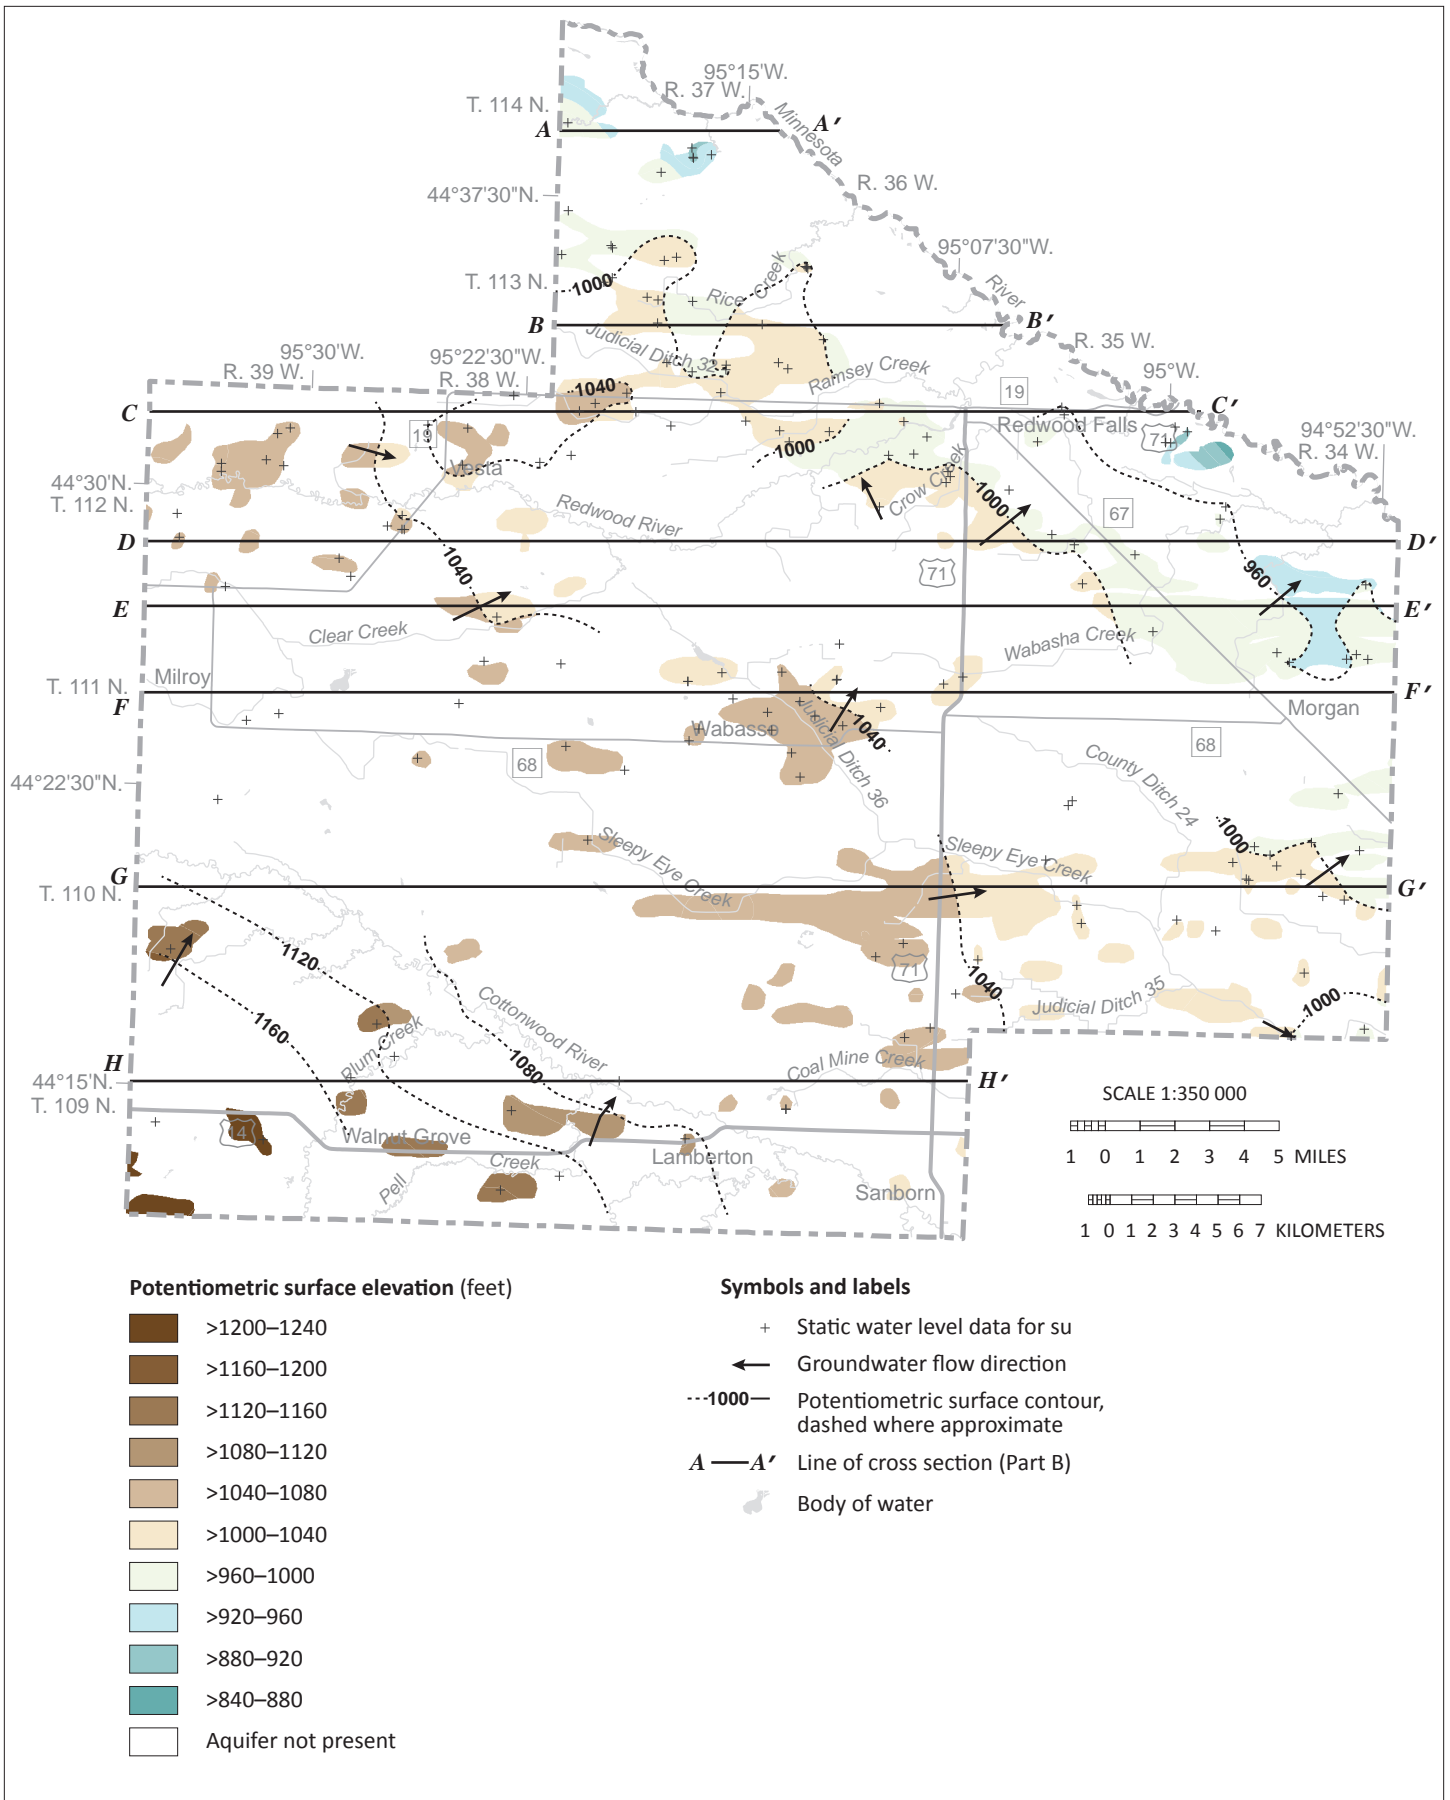 95°15'W.
R. 37 W.
T. 114 N.
A
A′
Minnesota
R. 36 W.
44°37'30"N.
95°07'30"W.
T. 113 N.
1000
Rice
Creek
River
B
B′
Judicial Ditch 32
R. 35 W.
95°30'W.
95°22'30"W.
R. 39 W.
R. 38 W.
95°W.
1040
Ramsey Creek
19
C
C′
19
Redwood Falls
71
94°52'30"W.
R. 34 W.
1000
Vesta
44°30'N.
T. 112 N.
Redwood River
Crow Creek
1000
67
D
D′
1040
71
960
E
E′
Clear Creek
Wabasha Creek
Milroy
T. 111 N.
F
F′
Morgan
Wabasso
Judicial Ditch 36
1040
68
68
County Ditch 24
44°22'30"N.
Sleepy Eye Creek
Sleepy Eye Creek
1000
G
G′
T. 110 N.
1120
71
1040
Cottonwood River
Judicial Ditch 35
1000
1160
Plum Creek
1080
Coal Mine Creek
H
H′
44°15'N.
T. 109 N.
14
Walnut Grove
Creek
Pell
Lamberton
Sanborn
SCALE 1:350 000
1 0 1 2 3 4 5 MILES
1 0 1 2 3 4 5 6 7 KILOMETERS
Potentiometric surface elevation (feet)
>1200–1240
>1160–1200
>1120–1160
>1080–1120
>1040–1080
>1000–1040
>960–1000
>920–960
>880–920
>840–880
Aquifer not present
Symbols and labels
Static water level data for su
Groundwater flow direction
1000
Potentiometric surface contour,
dashed where approximate
A A′ Line of cross section (Part B)
Body of water